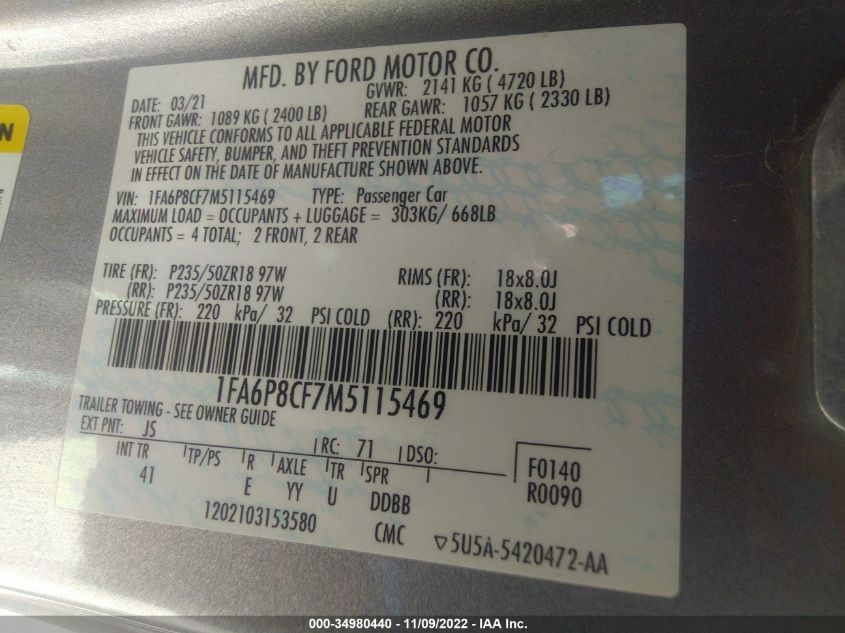 MFD. BY FORD MOTOR CO.
DATE: 03/21 GVWR: 2141 KG ( 4720 LB)
FRONT GAWR: 1089 KG ( 2400 LB) REAR GAWR: 1057 KG ( 2330 LB)
THIS VEHICLE CONFORMS TO ALL APPLICABLE FEDERAL MOTOR
VEHICLE SAFETY, BUMPER, AND THEFT PREVENTION STANDARDS
IN EFFECT ON THE DATE OF MANUFACTURE SHOWN ABOVE.
VIN: 1FA6P8CF7M5115469 TYPE: Passenger Car
MAXIMUM LOAD = OCCUPANTS + LUGGAGE = 303KG/ 668LB
OCCUPANTS = 4 TOTAL; 2 FRONT, 2 REAR
TIRE (FR): P235/50ZR18 97W RIMS (FR): 18x8.0J
(RR): P235/50ZR18 97W (RR): 18x8.0J
PRESSURE (FR): 220 kPa/ 32 PSI COLD (RR): 220 kPa/ 32 PSI COLD
1FA6P8CF7M5115469
TRAILER TOWING - SEE OWNER GUIDE
EXT PNT: JS RC: 71 DSO:
INT TR TP/PS R AXLE TR SPR F0140
41 E YY U DDBB R0090
1202103153580 CMC ▽5U5A-5420472-AA
000-34980440 - 11/09/2022 - IAA Inc.